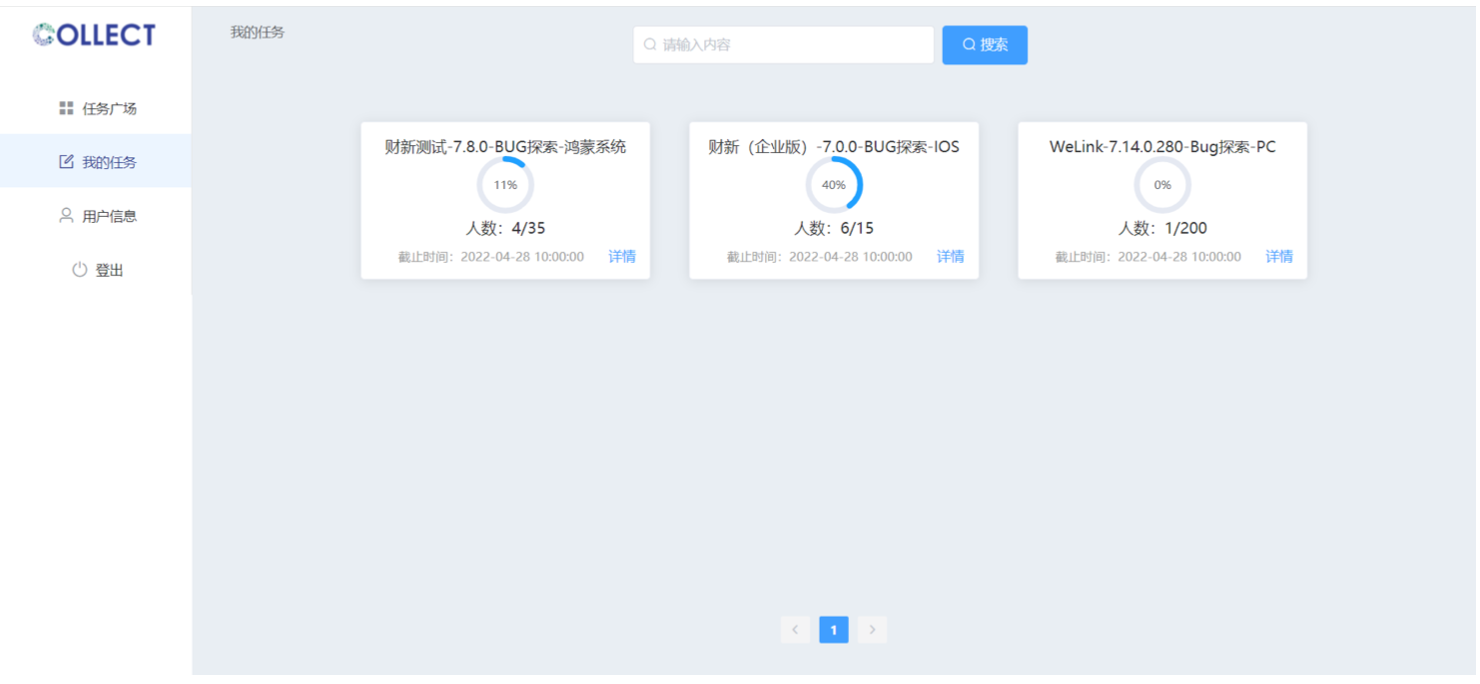 COLLECT
任务广场
我的任务
用户信息
登出
我的任务
请输入内容
搜索
财新测试-7.8.0-BUG探索-鸿蒙系统
11%
人数：4/35
截止时间：2022-04-28 10:00:00 详情
财新（企业版）-7.0.0-BUG探索-IOS
40%
人数：6/15
截止时间：2022-04-28 10:00:00 详情
WeLink-7.14.0.280-Bug探索-PC
0%
人数：1/200
截止时间：2022-04-28 10:00:00 详情
1